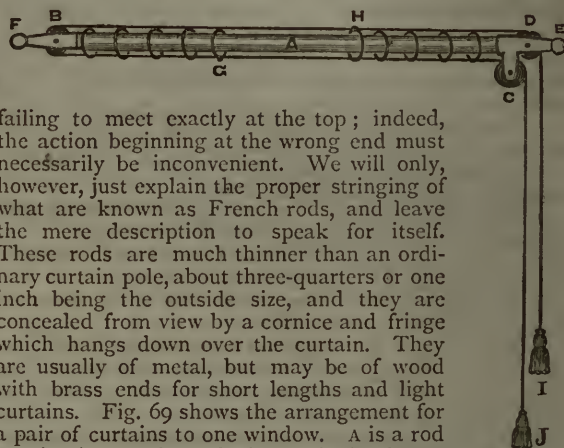 F B H D E
A
G C
failing to meet exactly at the top ; indeed,
the action beginning at the wrong end must
necessarily be inconvenient. We will only,
however, just explain the proper stringing of
what are known as French rods, and leave
the mere description to speak for itself.
These rods are much thinner than an ordi-
nary curtain pole, about three-quarters or one
inch being the outside size, and they are
concealed from view by a cornice and fringe
which hangs down over the curtain. They
are usually of metal, but may be of wood
with brass ends for short lengths and light
curtains. Fig. 69 shows the arrangement for
a pair of curtains to one window. A is a rod
I
J